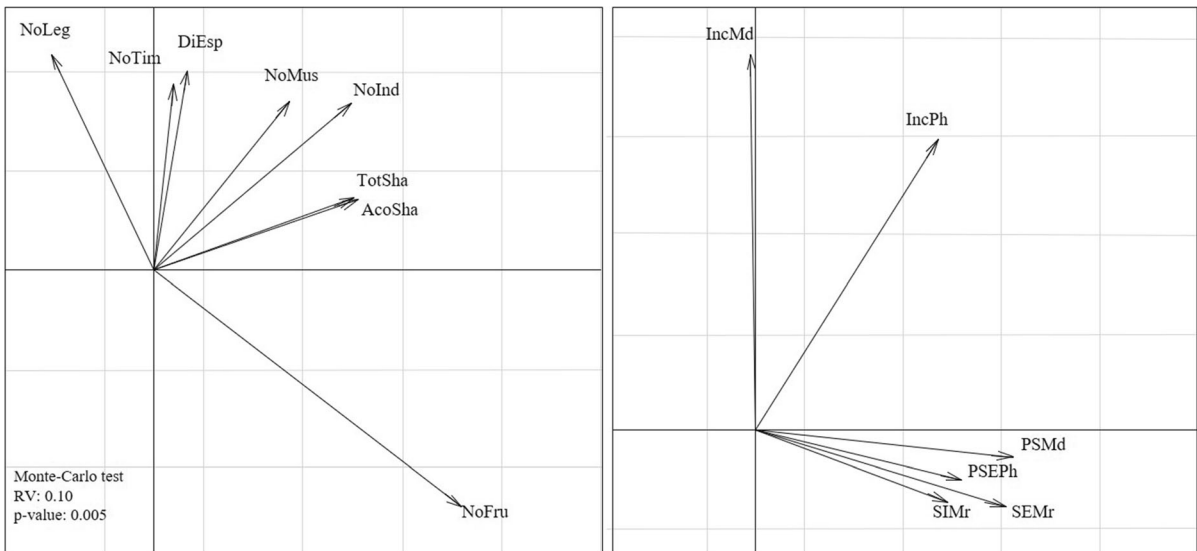 NoLeg
NoTim
DiEsp
NoMus
NoInd
TotSha
AcoSha
NoFru
Monte-Carlo test
RV: 0.10
p-value: 0.005
IncMd
IncPh
PSMd
PSEPh
SIMr
SEMr